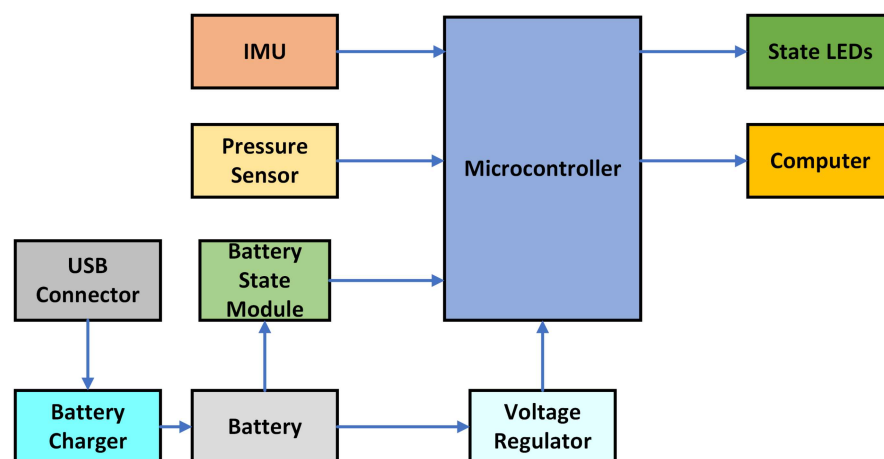 IMU
State LEDs
Pressure
Sensor
Microcontroller
Computer
USB
Connector
Battery
State
Module
Battery
Charger
Battery
Voltage
Regulator